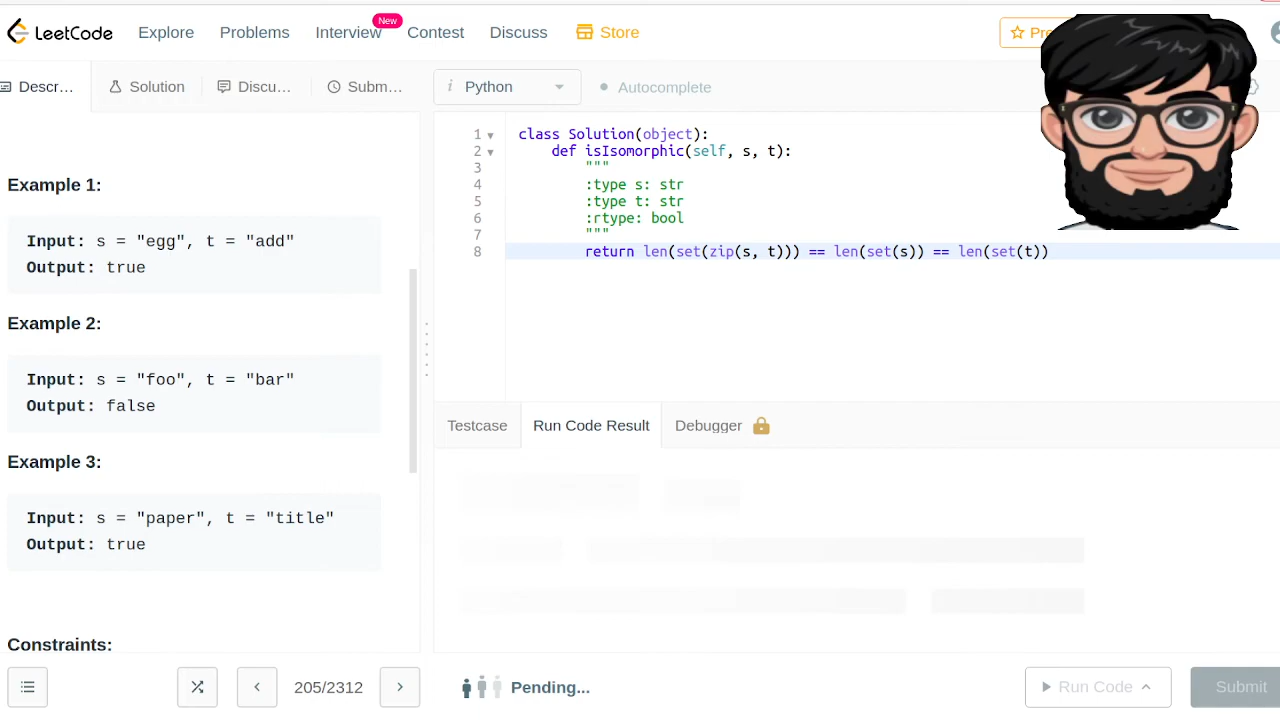 LeetCode Explore Problems Interview New Contest Discuss Store
Descr... Solution Discu... Subm... i Python Autocomplete
Example 1:
Input: s = "egg", t = "add"
Output: true
Example 2:
Input: s = "foo", t = "bar"
Output: false
Example 3:
Input: s = "paper", t = "title"
Output: true
Constraints:
1 class Solution(object):
2 def isIsomorphic(self, s, t):
3 """
4 :type s: str
5 :type t: str
6 :rtype: bool
7 """
8 return len(set(zip(s, t))) == len(set(s)) == len(set(t))
Testcase Run Code Result Debugger
205/2312 Pending... Run Code Submit